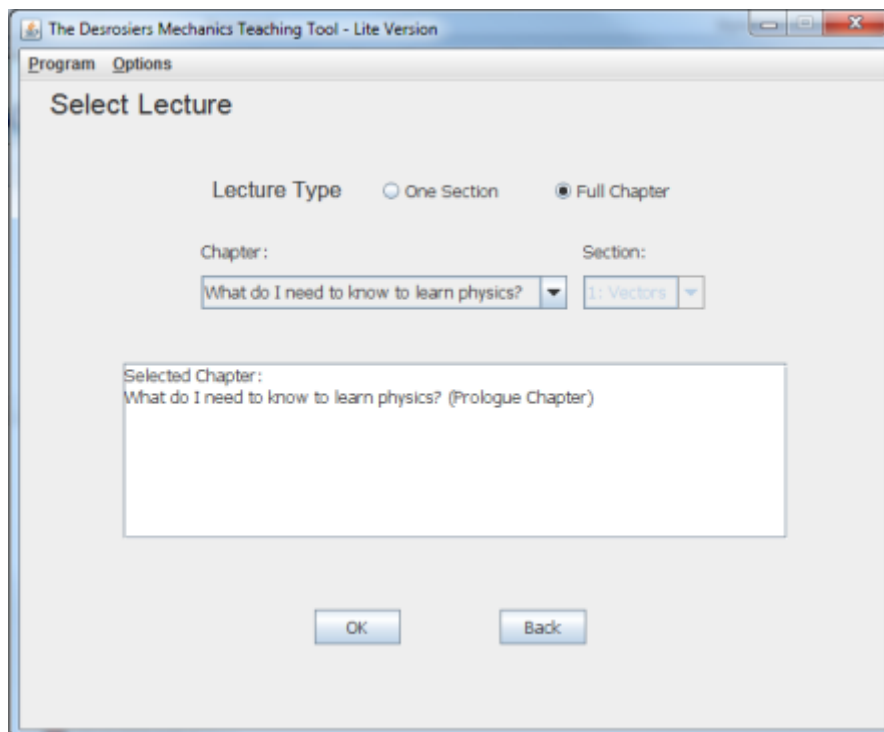 The Desrosiers Mechanics Teaching Tool - Lite Version
Program Options
Select Lecture
Lecture Type One Section Full Chapter
Chapter: Section:
What do I need to know to learn physics? 1: Vectors
Selected Chapter:
What do I need to know to learn physics? (Prologue Chapter)
OK Back